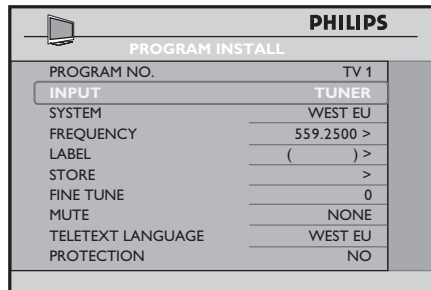 PHILIPS
PROGRAM INSTALL
PROGRAM NO. TV 1
INPUT TUNER
SYSTEM WEST EU
FREQUENCY 559.2500 >
LABEL ( ) >
STORE >
FINE TUNE 0
MUTE NONE
TELETEXT LANGUAGE WEST EU
PROTECTION NO